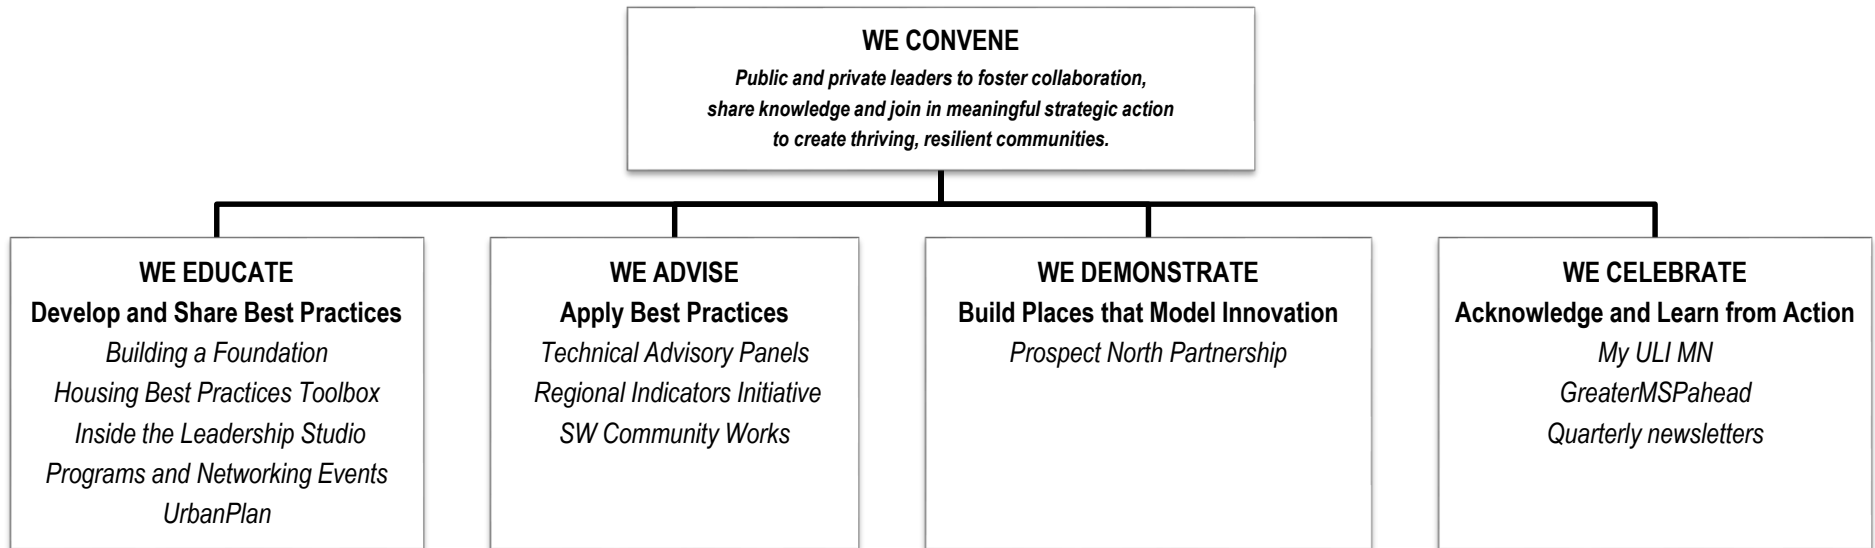 WE CONVENE
Public and private leaders to foster collaboration,
share knowledge and join in meaningful strategic action
to create thriving, resilient communities.
WE EDUCATE
Develop and Share Best Practices
Building a Foundation
Housing Best Practices Toolbox
Inside the Leadership Studio
Programs and Networking Events
UrbanPlan
WE ADVISE
Apply Best Practices
Technical Advisory Panels
Regional Indicators Initiative
SW Community Works
WE DEMONSTRATE
Build Places that Model Innovation
Prospect North Partnership
WE CELEBRATE
Acknowledge and Learn from Action
My ULI MN
GreaterMSPahead
Quarterly newsletters